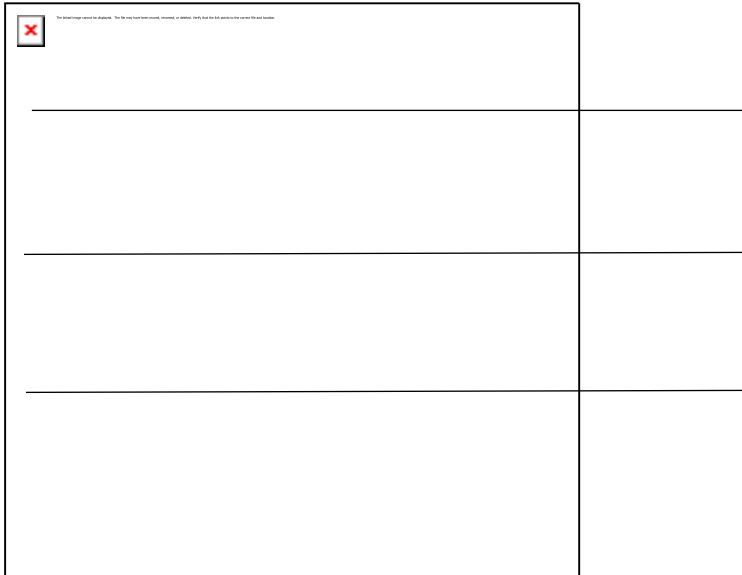 The linked image cannot be displayed. The file may have been moved, renamed, or deleted. Verify that the link points to the correct file and location.